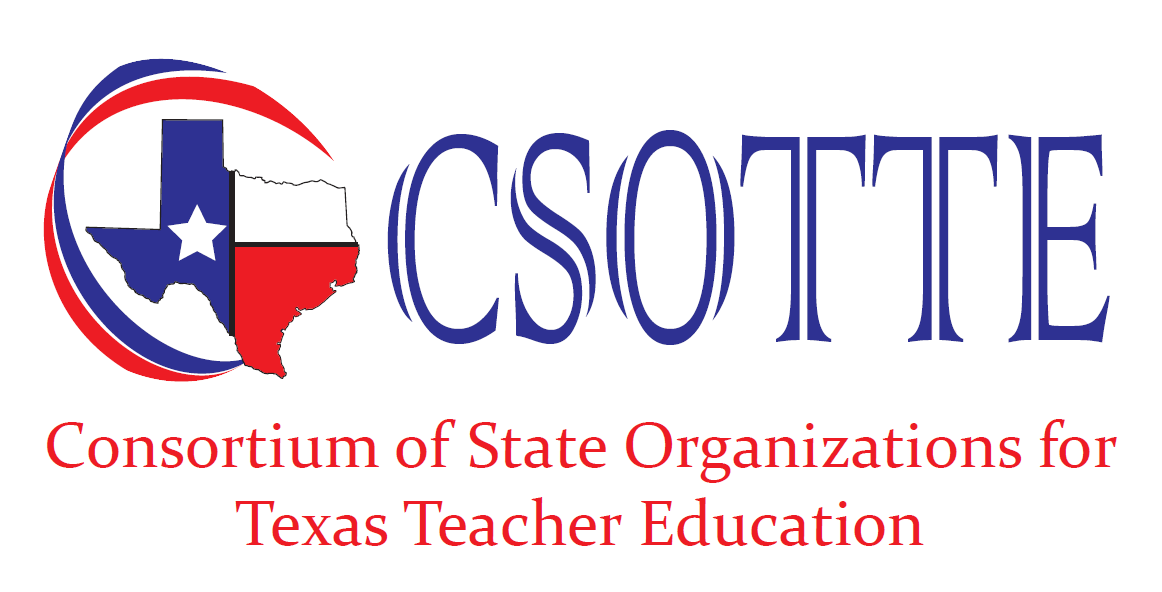 CSOTTE
Consortium of State Organizations for
Texas Teacher Education